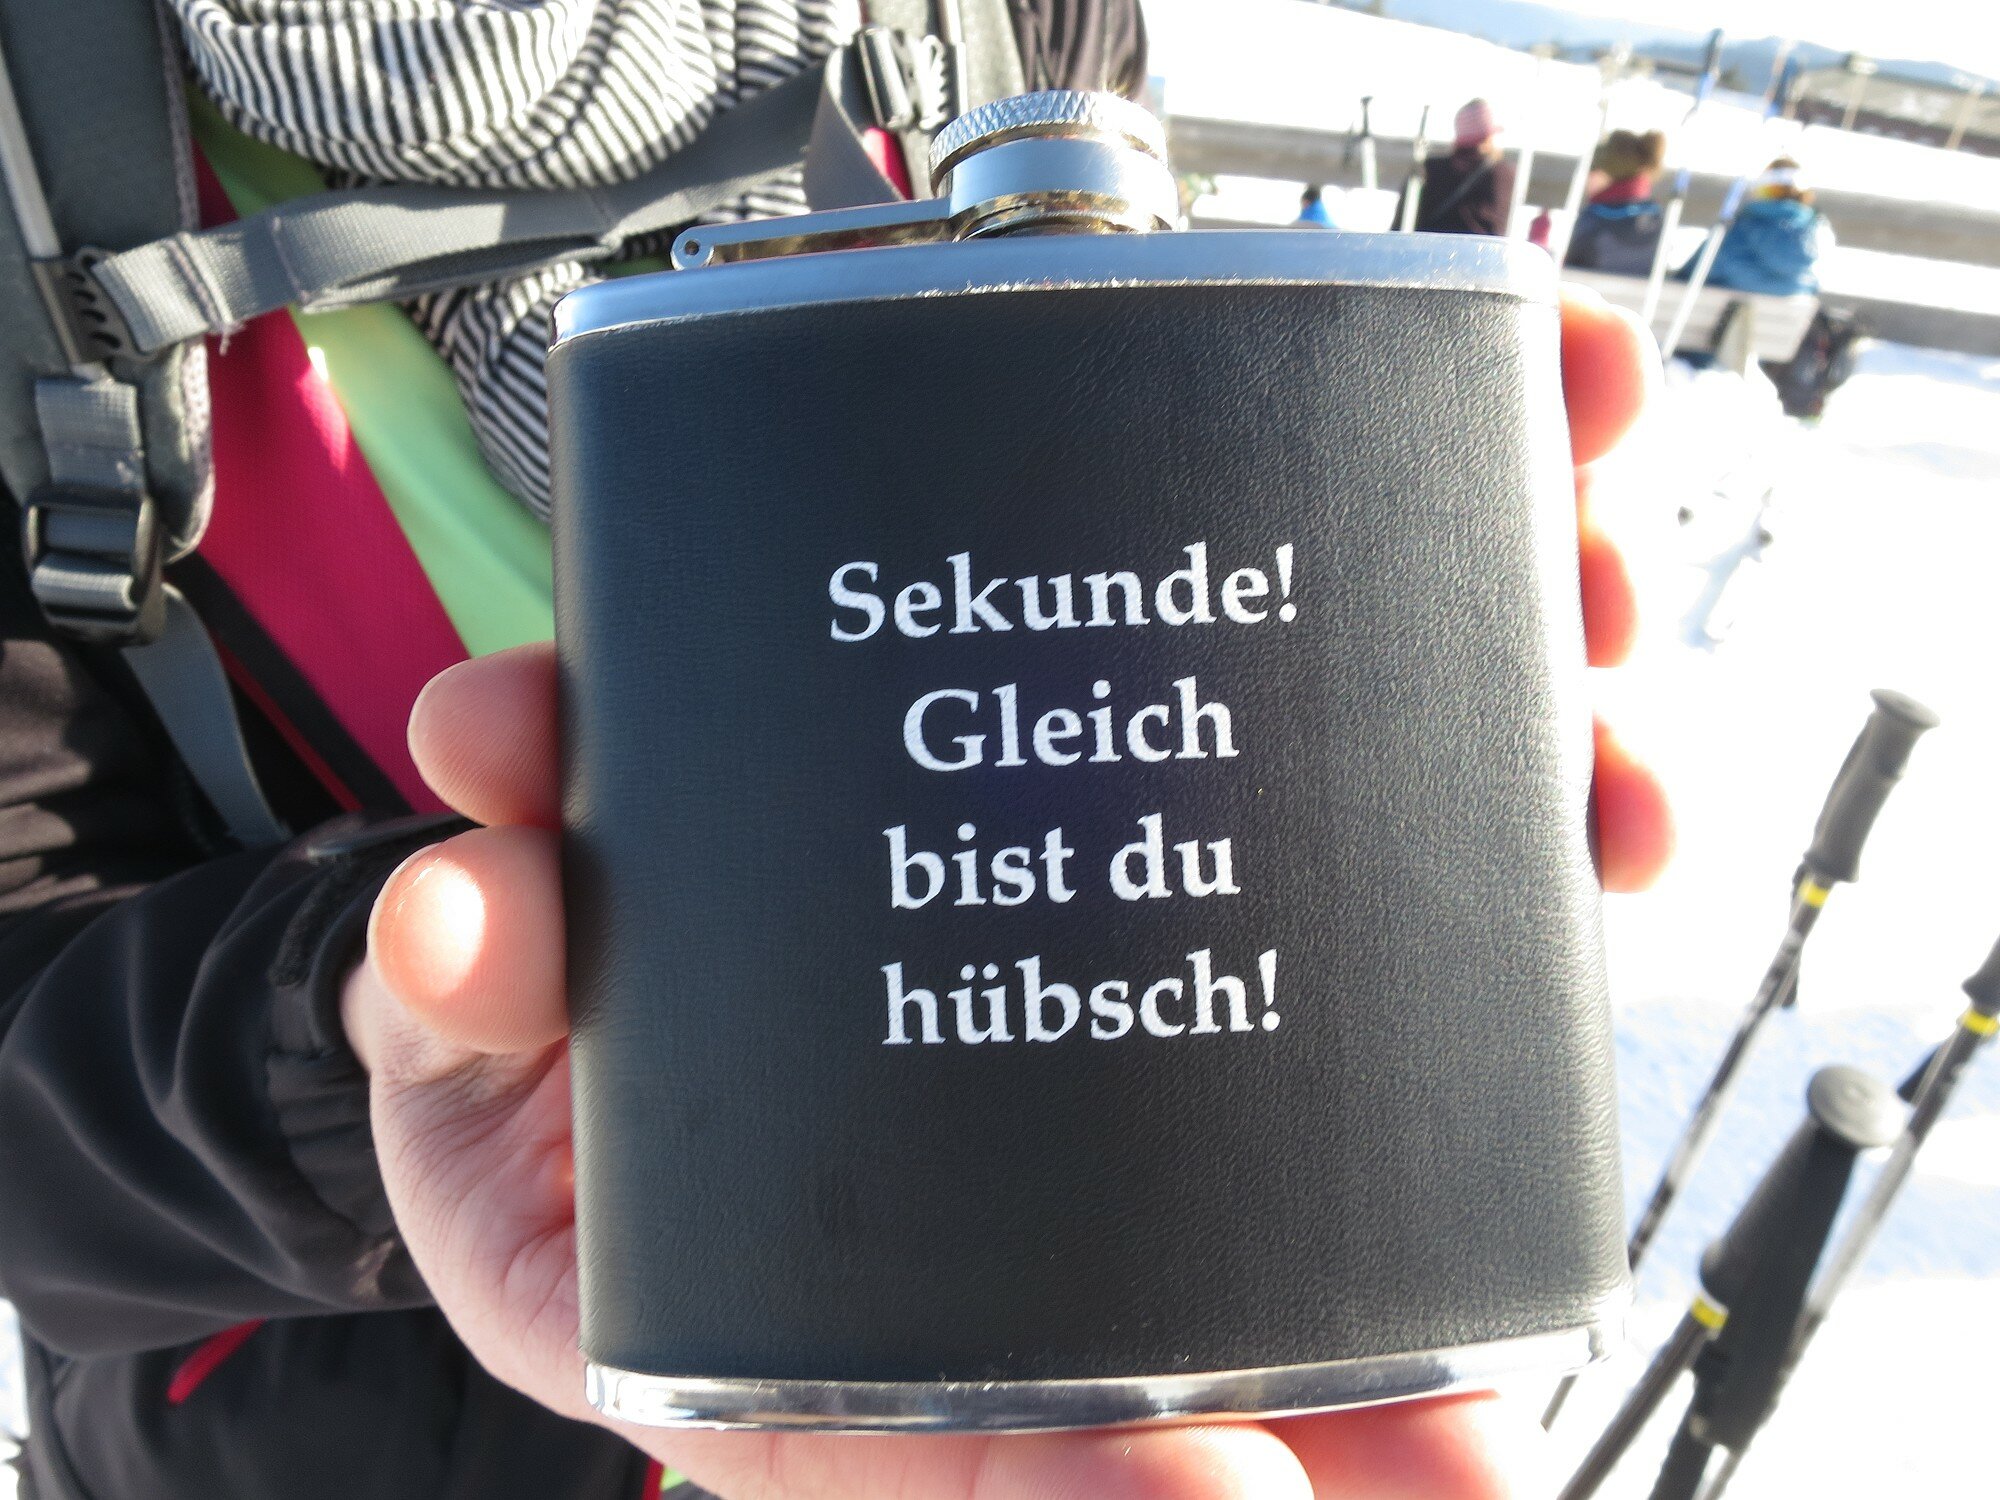 Sekunde!
Gleich
bist du
hübsch!